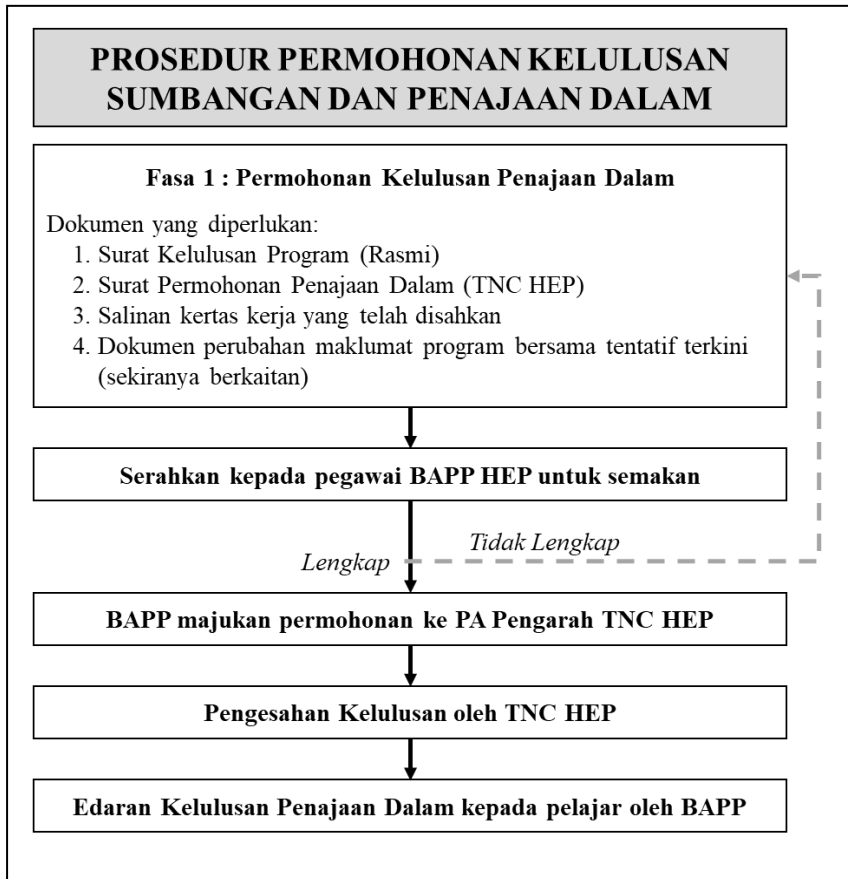 PROSEDUR PERMOHONAN KELULUSAN
SUMBANGAN DAN PENAJAAN DALAM
Fasa 1 : Permohonan Kelulusan Penajaan Dalam
Dokumen yang diperlukan:
1. Surat Kelulusan Program (Rasmi)
2. Surat Permohonan Penajaan Dalam (TNC HEP)
3. Salinan kertas kerja yang telah disahkan
4. Dokumen perubahan maklumat program bersama tentatif terkini
(sekiranya berkaitan)
Serahkan kepada pegawai BAPP HEP untuk semakan
Tidak Lengkap
Lengkap
BAPP majukan permohonan ke PA Pengarah TNC HEP
Pengesahan Kelulusan oleh TNC HEP
Edaran Kelulusan Penajaan Dalam kepada pelajar oleh BAPP